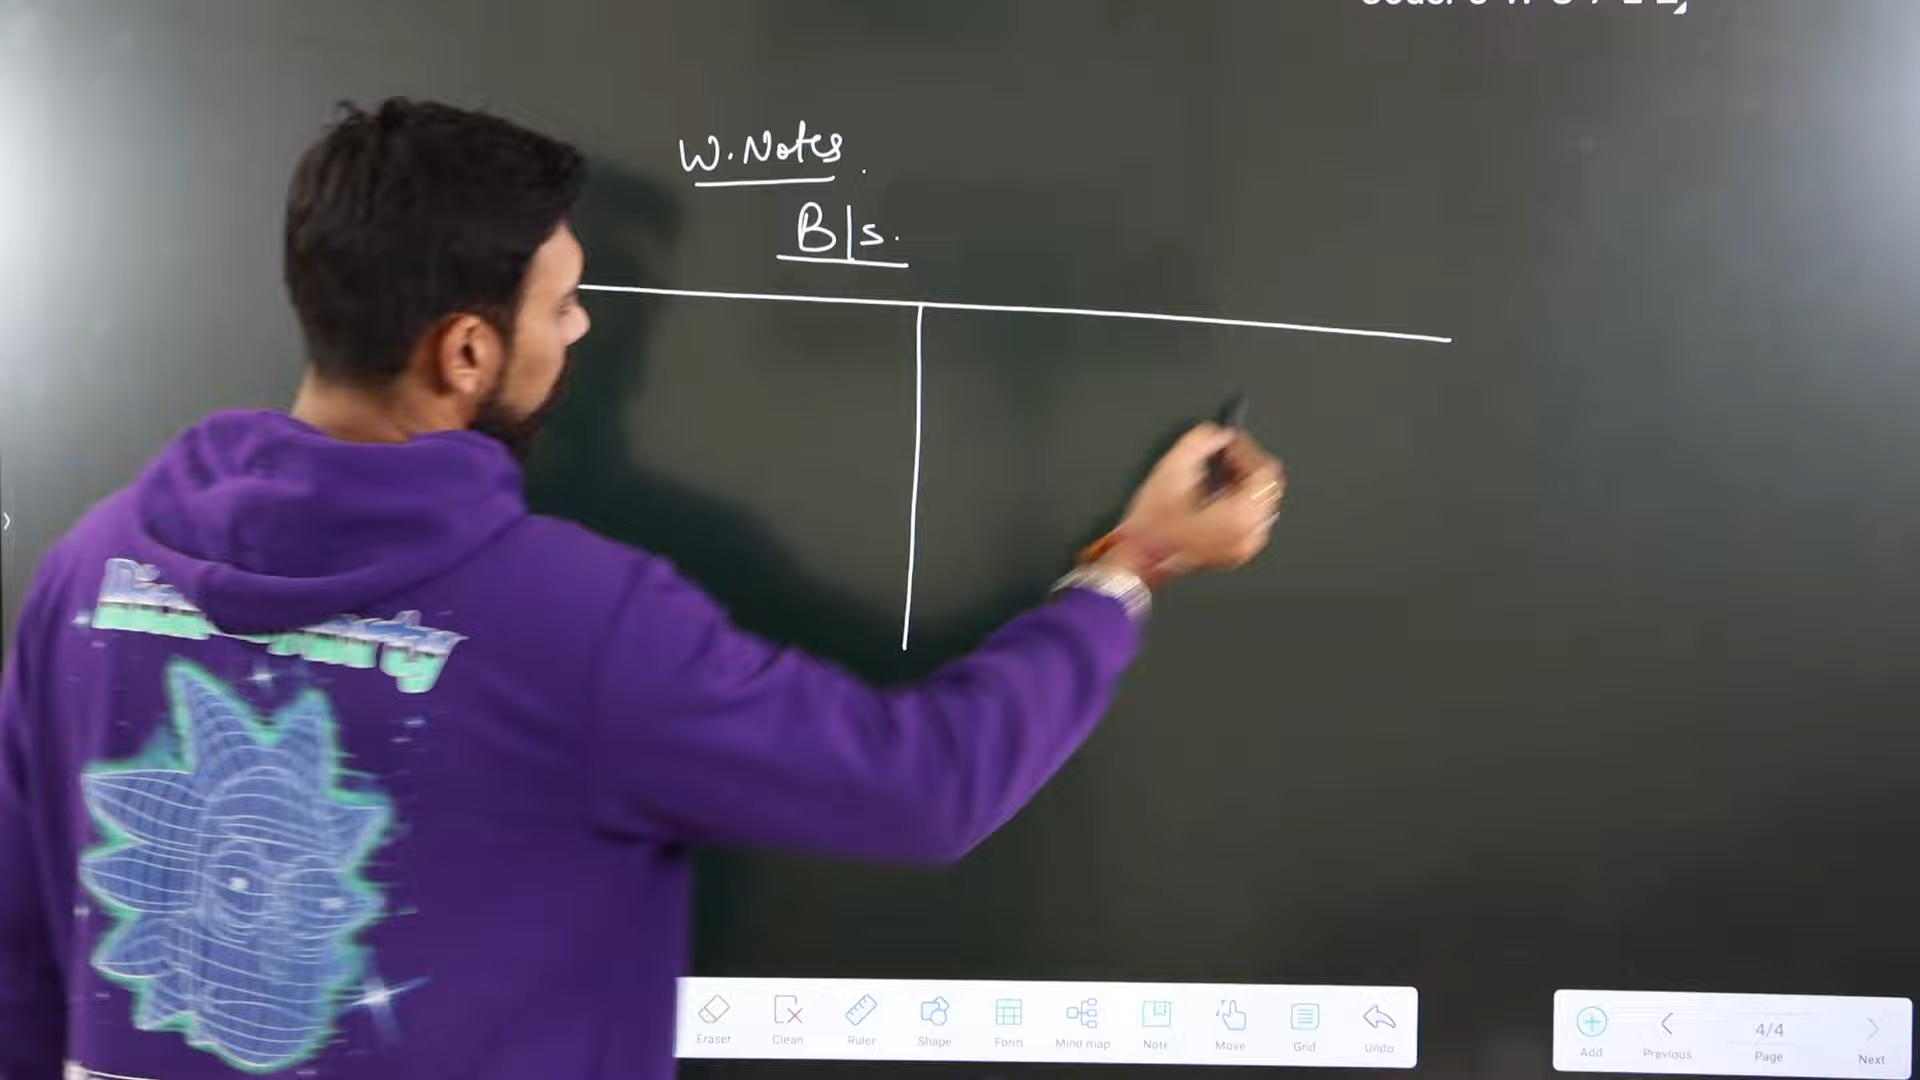 W. Notes.
B/s.
Eraser
Clean
Ruler
Shape
Form
Mind map
Note
Move
Grid
Undo
Add
Previous
4/4
Page
Next